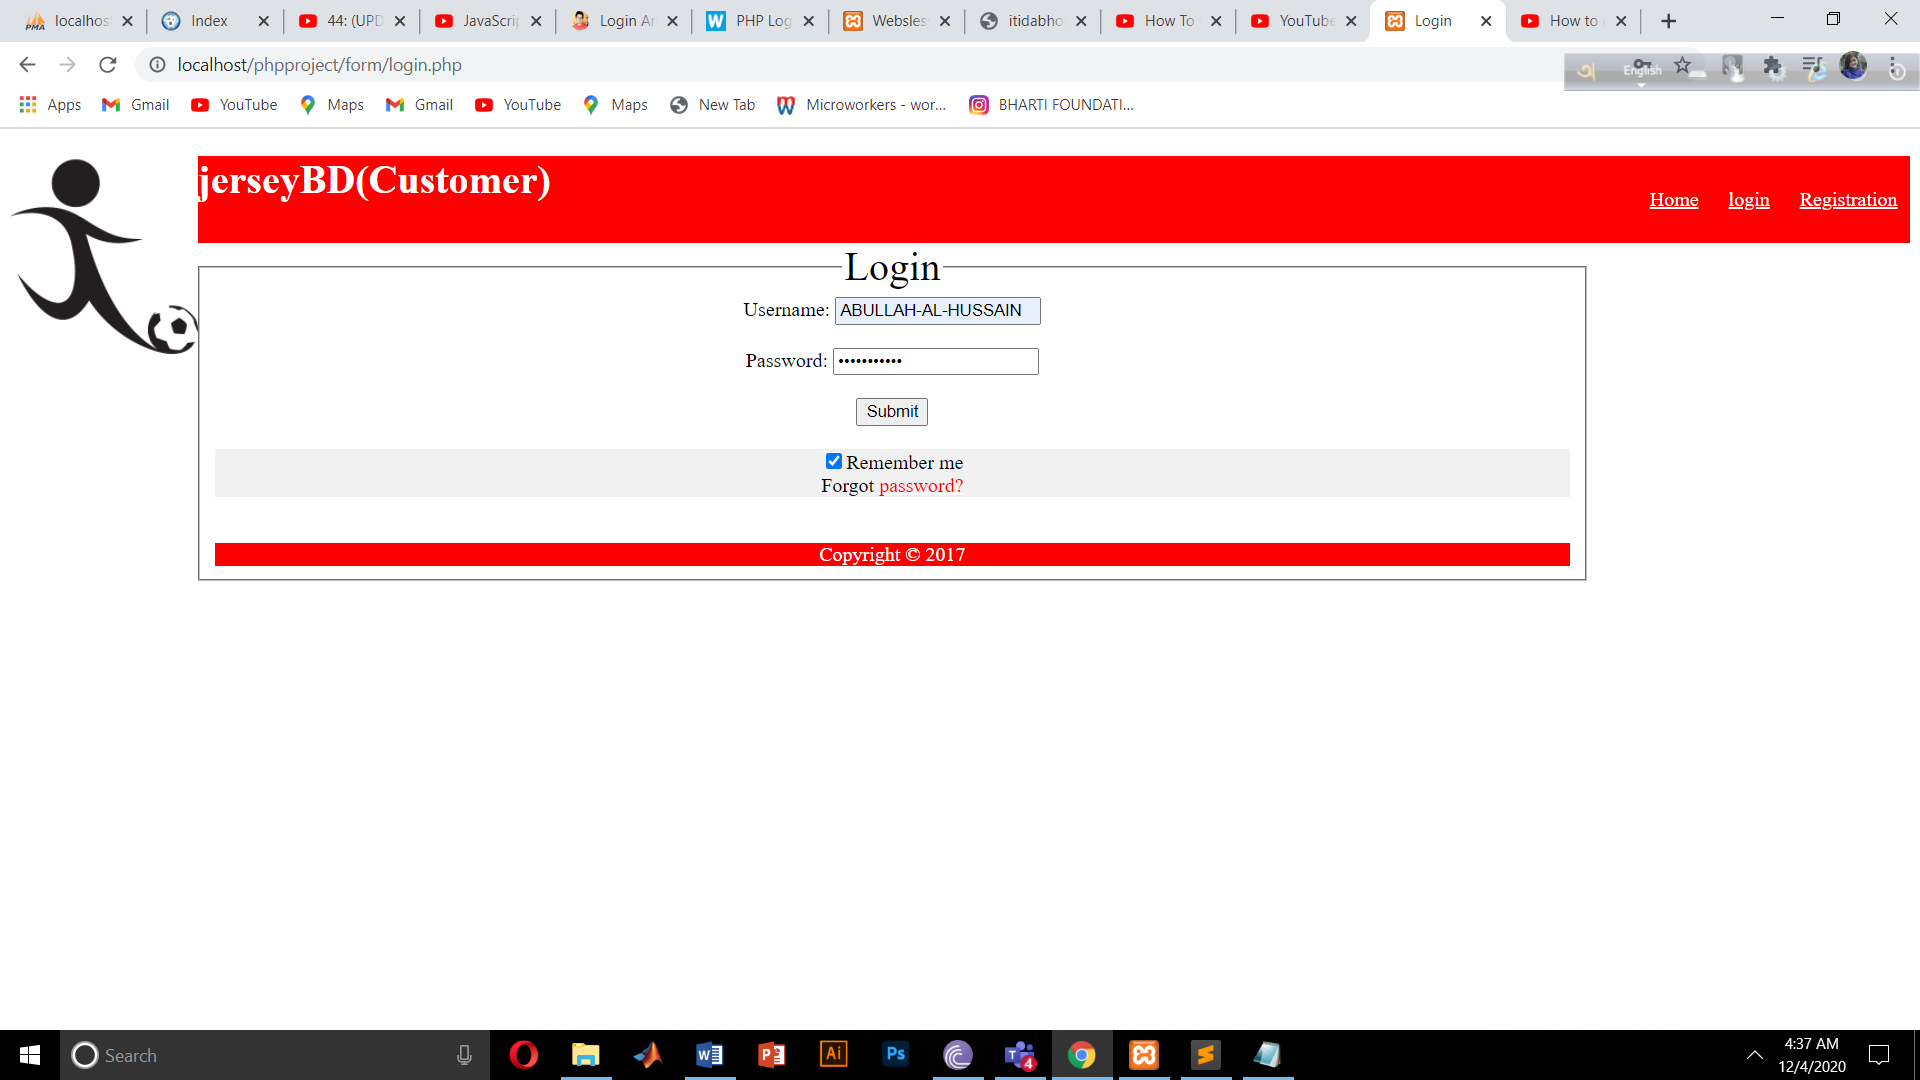 localhos
Index
44: (UPD
JavaScrip
Login Ar
PHP Log
Websles
itidabho
How To
YouTube
Login
How to
localhost/phpproject/form/login.php
English
Apps
Gmail
YouTube
Maps
Gmail
YouTube
Maps
New Tab
Microworkers - wor...
BHARTI FOUNDATI...
jerseyBD(Customer)
Home login Registration
Login
Username: ABULLAH-AL-HUSSAIN
Password: •••••••••••
Submit
Remember me
Forgot password?
Copyright © 2017
Search
4:37 AM
12/4/2020